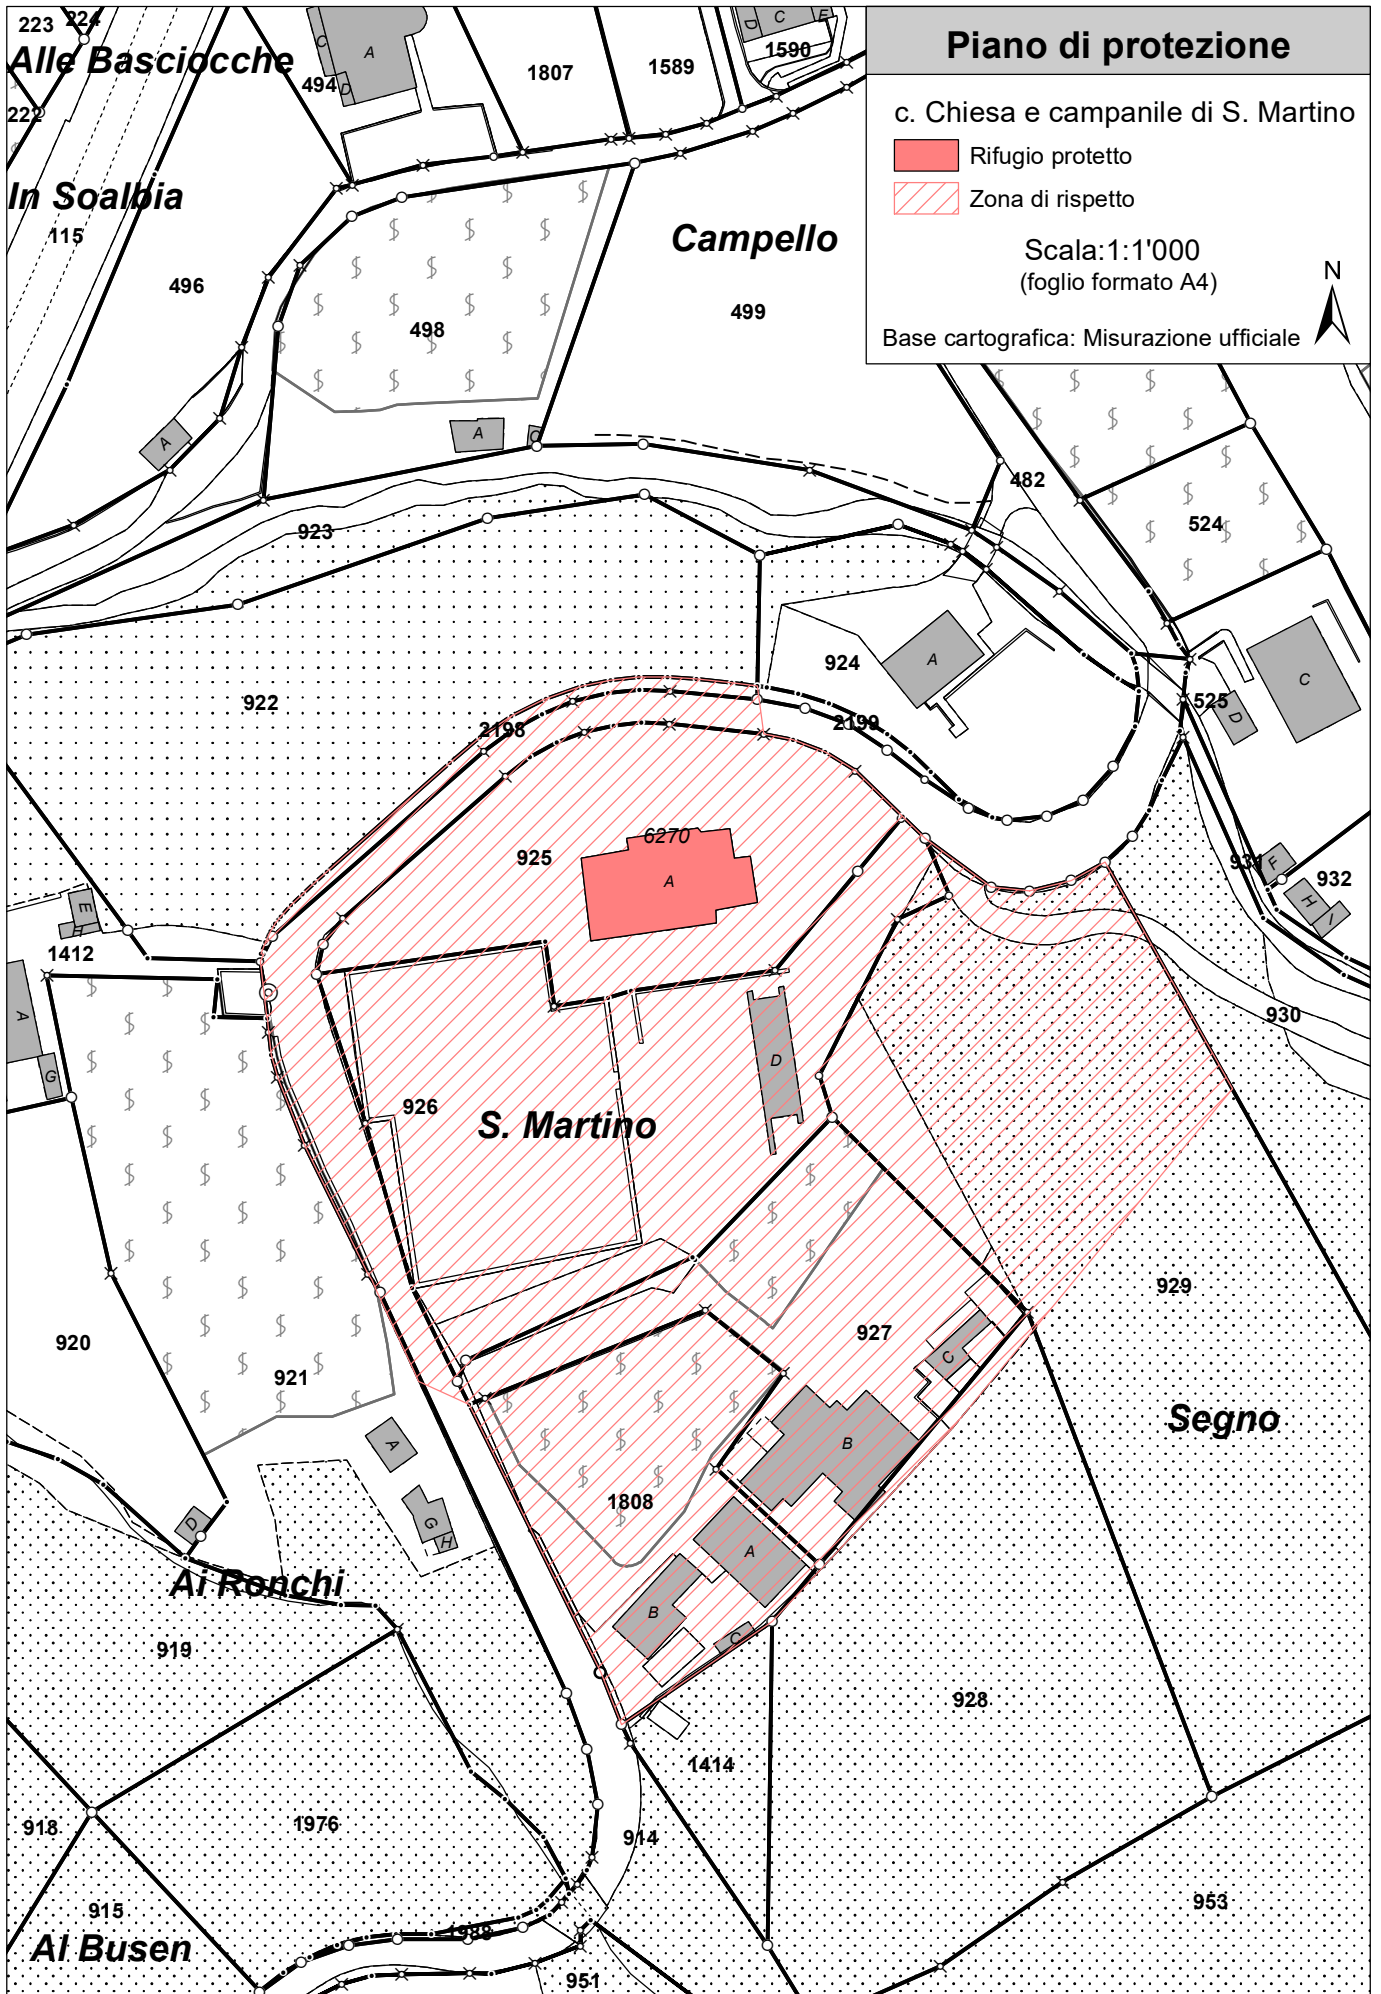 Piano di protezione
c. Chiesa e campanile di S. Martino
Rifugio protetto
Zona di rispetto
Scala:1:1'000
(foglio formato A4)
N
Base cartografica: Misurazione ufficiale
223
224
Alle Basciocche
C
A
D
494
222
1807
1589
D
C
E
1590
In Soalbia
115
496
498
Campello
499
A
A
C
482
524
923
922
924
A
525
C
D
2198
2199
6270
925
A
931
F
932
H
I
E
F
1412
A
G
930
D
926
S. Martino
920
921
929
927
C
Segno
A
B
1808
G
H
D
A
Ai Ronchi
B
C
919
928
1414
918
1976
914
915
953
1988
Al Busen
951